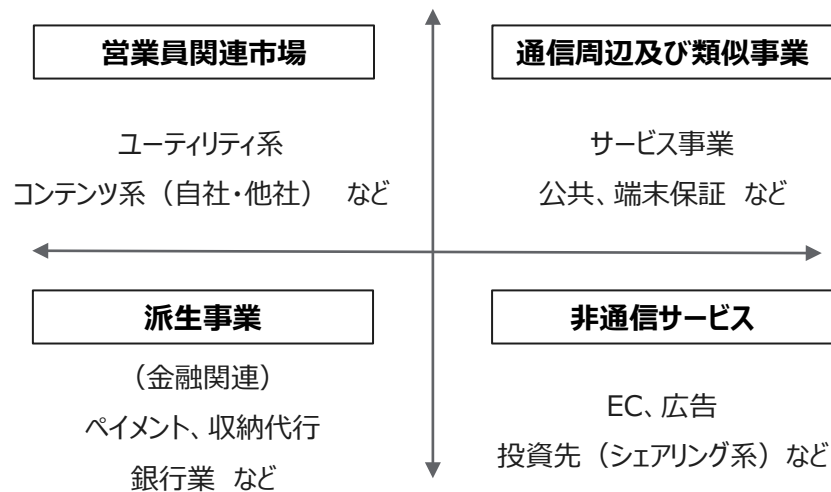 営業員関連市場
ユーティリティ系
コンテンツ系（自社・他社） など
通信周辺及び類似事業
サービス事業
公共、端末保証 など
派生事業
（金融関連）
ペイメント、収納代行
銀行業 など
非通信サービス
EC、広告
投資先（シェアリング系）など